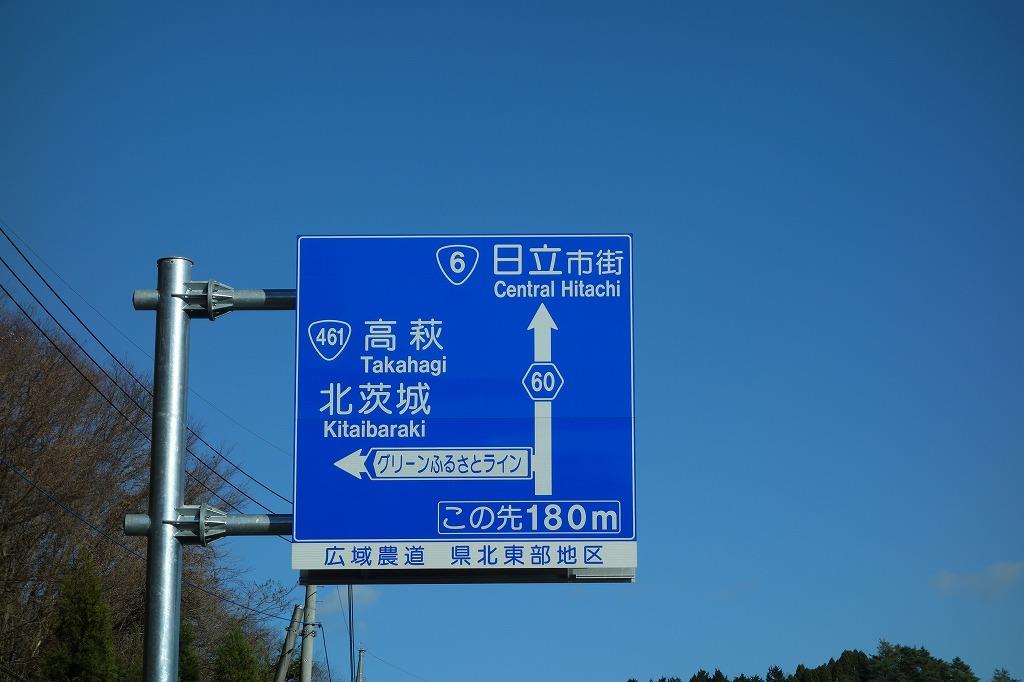 6 日立市街
Central Hitachi
461 高萩
Takahagi
60
北茨城
Kitaibaraki
グリーンふるさとライン
この先180m
広域農道 県北東部地区